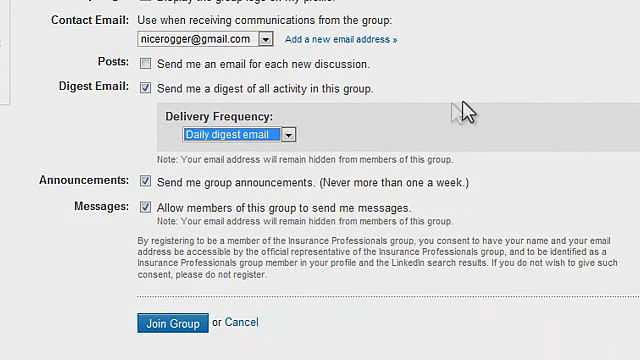 Display the group logo on my profile.
Contact Email: Use when receiving communications from the group:
nicerogger@gmail.com Add a new email address »
Posts: Send me an email for each new discussion.
Digest Email: Send me a digest of all activity in this group.
Delivery Frequency:
Daily digest email
Note: Your email address will remain hidden from members of this group.
Announcements: Send me group announcements. (Never more than one a week.)
Messages: Allow members of this group to send me messages.
Note: Your email address will remain hidden from members of this group.
By registering to be a member of the Insurance Professionals group, you consent to have your name and your email
address be accessible by the official representative of the Insurance Professionals group, and to be identified as a
Insurance Professionals group member in your profile and the LinkedIn search results. If you do not wish to give such
consent, please do not register.
Join Group or Cancel